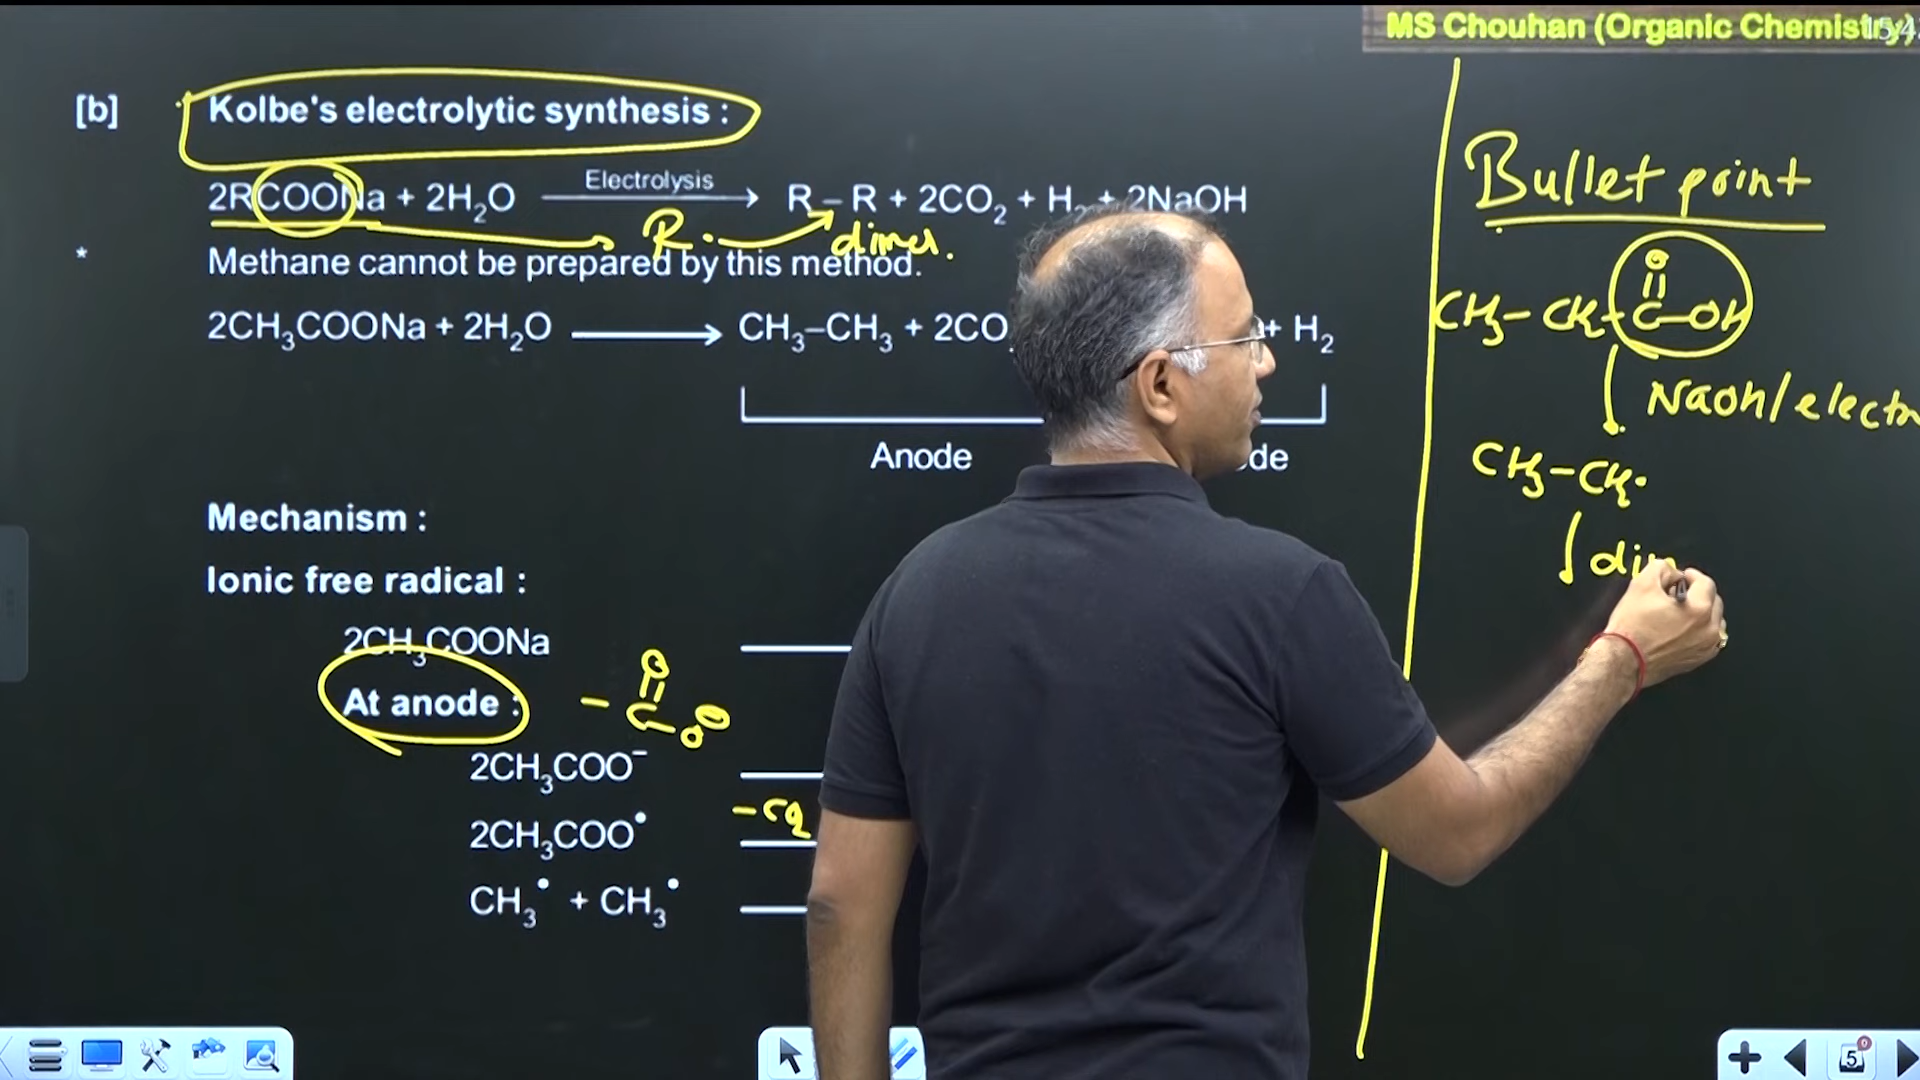 MS Chouhan (Organic Chemistry)
[b] Kolbe's electrolytic synthesis :
2RCOONa + 2H₂O Electrolysis → R – R + 2CO₂ + H₂ + 2NaOH
R• dimer.
* Methane cannot be prepared by this method.
2CH₃COONa + 2H₂O → CH₃–CH₃ + 2CO + H₂
Anode de
Mechanism :
Ionic free radical :
2CH₃COONa
At anode :
– C – O⊖
O
2CH₃COO⁻
2CH₃COO•
CH₃• + CH₃•
Bullet point
O
CH₃– CH₂– C–OH
NaOH/electro
CH₃–CH₂•
dim
5